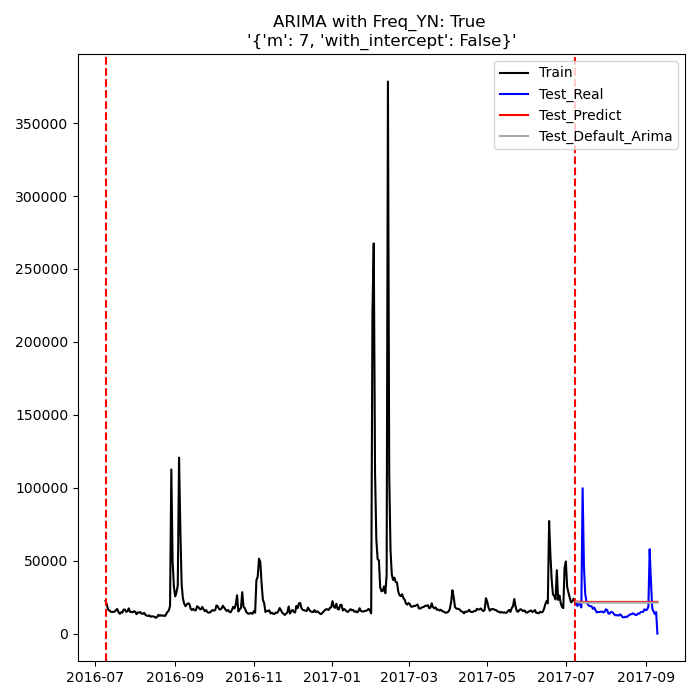 ARIMA with Freq_YN: True
'{'m': 7, 'with_intercept': False}'
Train
Test_Real
Test_Predict
Test_Default_Arima
350000
300000
250000
200000
150000
100000
50000
0
2016-07 2016-09 2016-11 2017-01 2017-03 2017-05 2017-07 2017-09